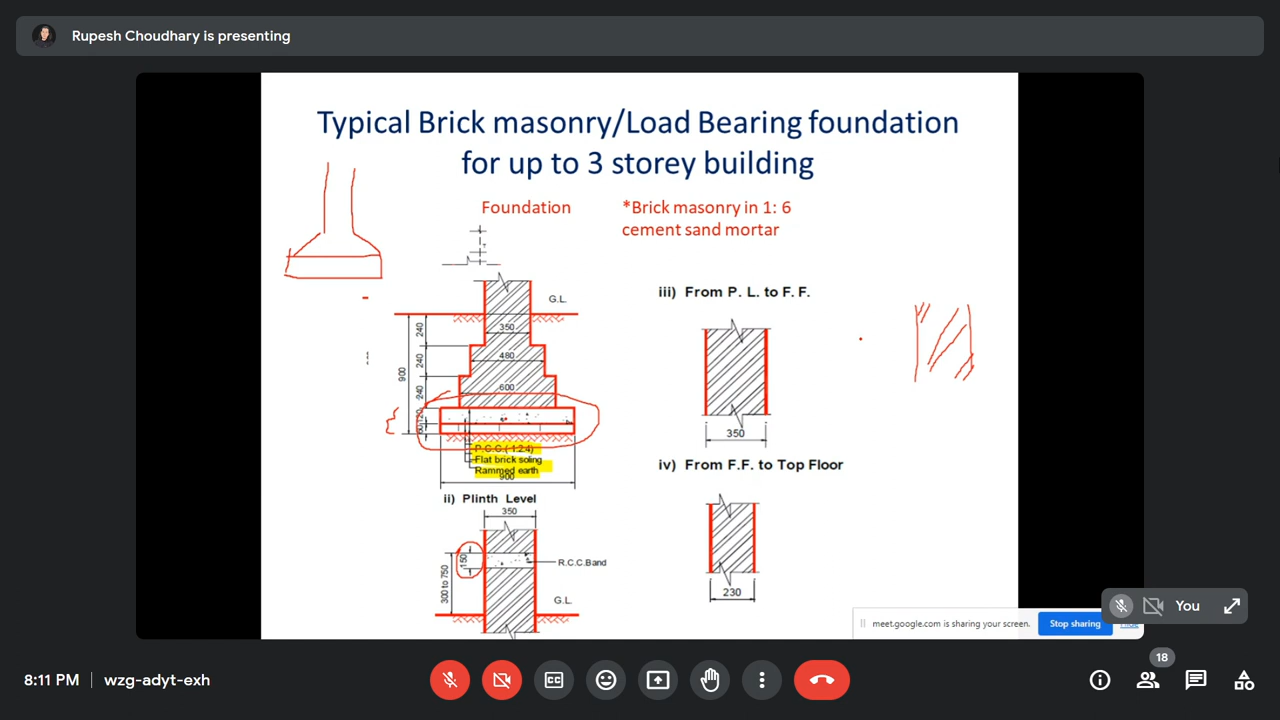 Rupesh Choudhary is presenting
Typical Brick masonry/Load Bearing foundation
for up to 3 storey building
Foundation
*Brick masonry in 1: 6
cement sand mortar
G.L.
350
240
480
240
900
600
240
120
P.C.C.( 1:2:4)
Flat brick soling
Rammed earth
900
ii) Plinth Level
350
150
R.C.C.Band
300 to 750
G.L.
iii) From P. L. to F. F.
350
iv) From F.F. to Top Floor
230
You
meet.google.com is sharing your screen.
Stop sharing
Hide
18
8:11 PM
wzg-adyt-exh
CC